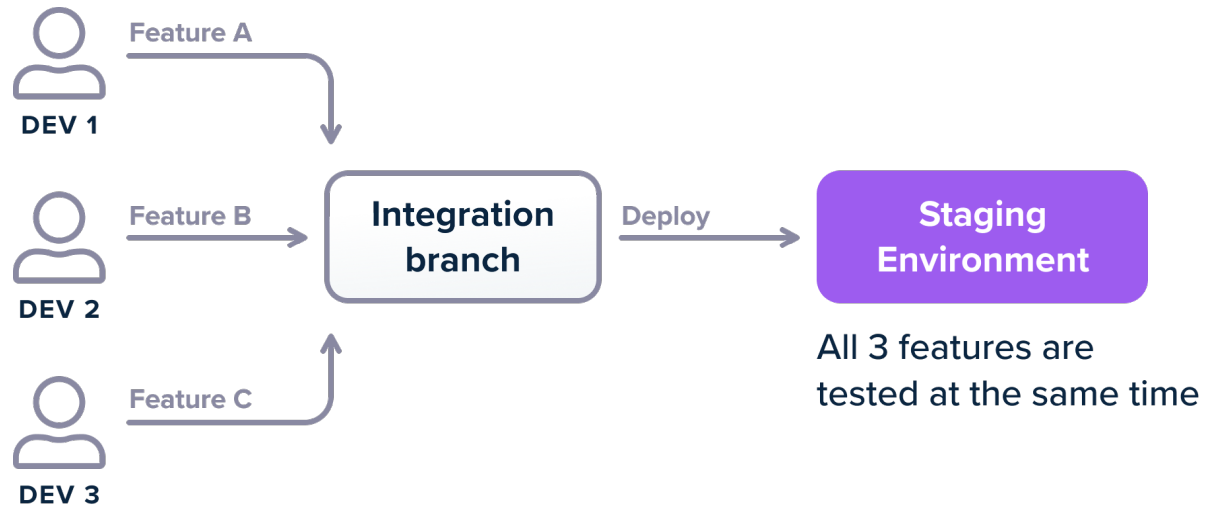 Feature A
DEV 1
Feature B
DEV 2
Feature C
DEV 3
Integration
branch
Deploy
Staging
Environment
All 3 features are
tested at the same time